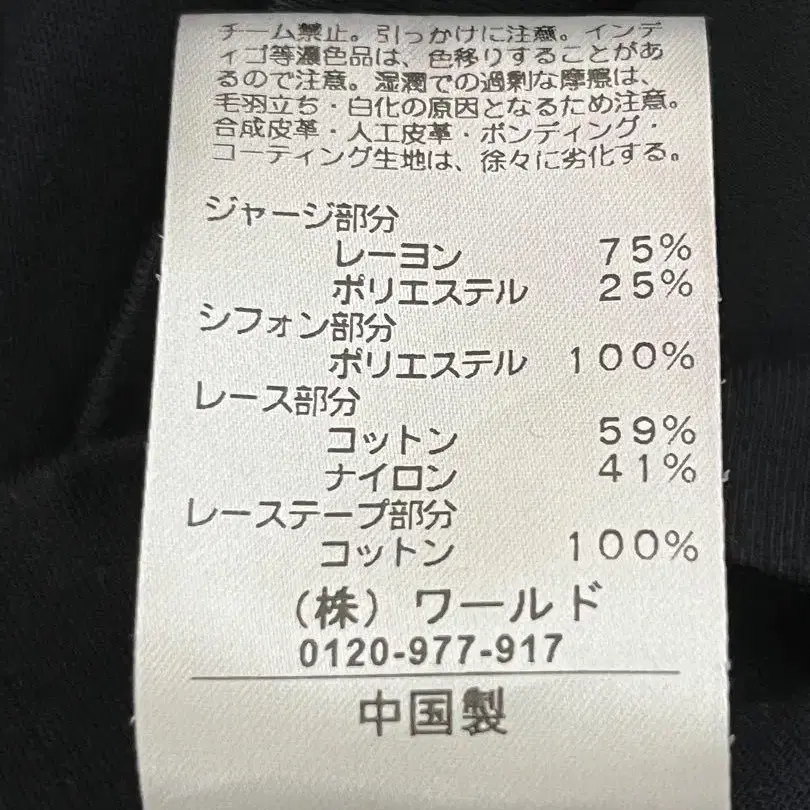 チーム禁止。引っかけに注意。インデ
ィゴ等濃色品は、色移りすることがあ
るので注意。湿潤での過剰な摩擦は、
毛羽立ち・白化の原因となるため注意。
合成皮革・人工皮革・ボンディング・
コーティング生地は、徐々に劣化する。
ジャージ部分
レーヨン 75%
ポリエステル 25%
シフォン部分
ポリエステル 100%
レース部分
コットン 59%
ナイロン 41%
レーステープ部分
コットン 100%
(株)ワールド
0120-977-917
中国製